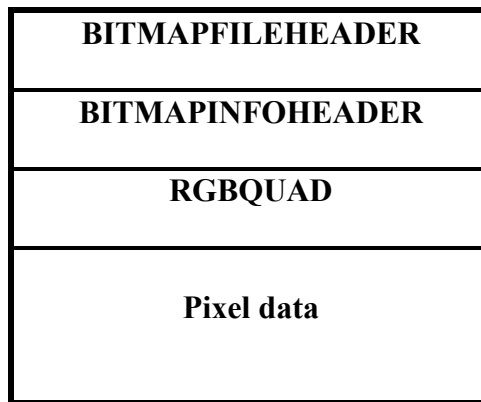 BITMAPFILEHEADER
BITMAPINFOHEADER
RGBQUAD
Pixel data